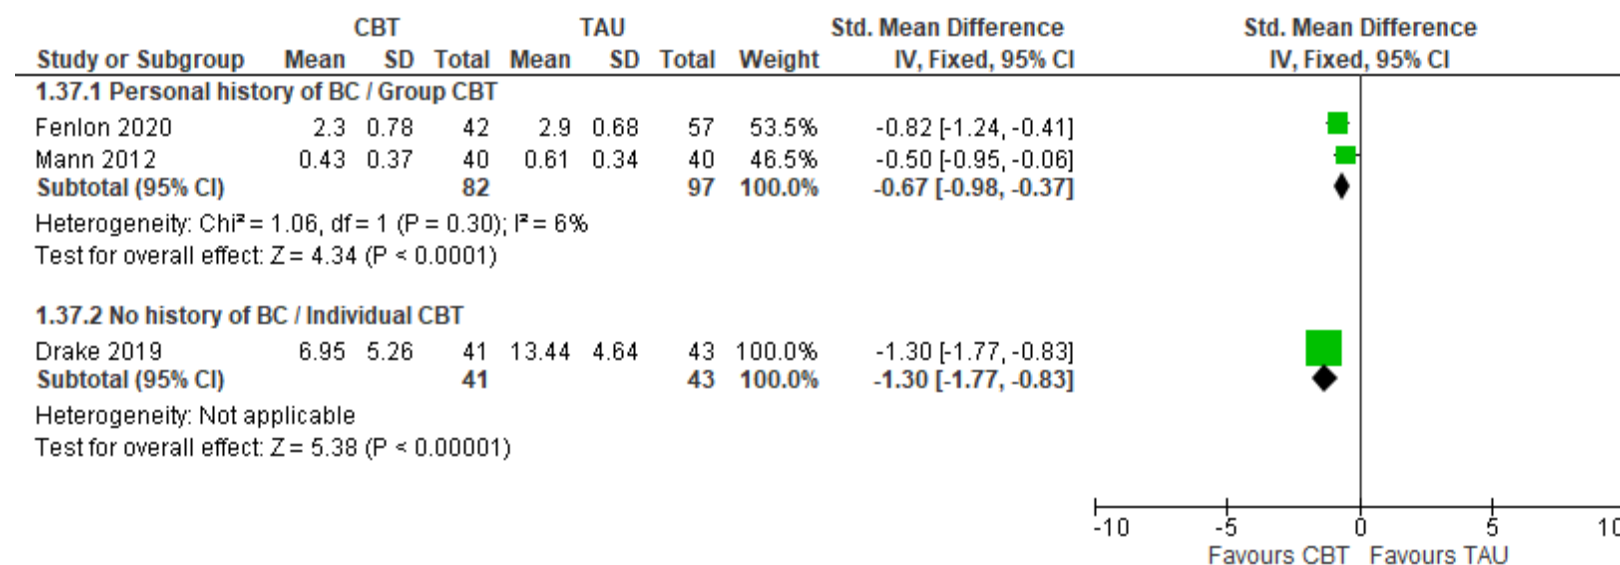 CBT TAU Std. Mean Difference Std. Mean Difference
Study or Subgroup Mean SD Total Mean SD Total Weight IV, Fixed, 95% CI IV, Fixed, 95% CI
1.37.1 Personal history of BC / Group CBT
Fenlon 2020 2.3 0.78 42 2.9 0.68 57 53.5% -0.82 [-1.24, -0.41]
Mann 2012 0.43 0.37 40 0.61 0.34 40 46.5% -0.50 [-0.95, -0.06]
Subtotal (95% CI) 82 97 100.0% -0.67 [-0.98, -0.37]
Heterogeneity: Chi² = 1.06, df = 1 (P = 0.30); I² = 6%
Test for overall effect: Z = 4.34 (P < 0.0001)
1.37.2 No history of BC / Individual CBT
Drake 2019 6.95 5.26 41 13.44 4.64 43 100.0% -1.30 [-1.77, -0.83]
Subtotal (95% CI) 41 43 100.0% -1.30 [-1.77, -0.83]
Heterogeneity: Not applicable
Test for overall effect: Z = 5.38 (P < 0.00001)
-10 -5 0 5 10
Favours CBT Favours TAU